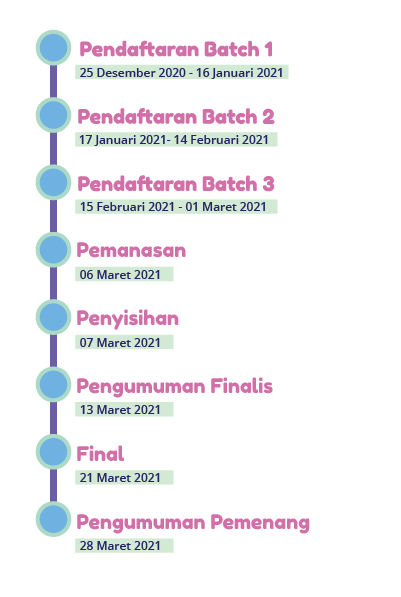 Pendaftaran Batch 1
25 Desember 2020 - 16 Januari 2021
Pendaftaran Batch 2
17 Januari 2021- 14 Februari 2021
Pendaftaran Batch 3
15 Februari 2021 - 01 Maret 2021
Pemanasan
06 Maret 2021
Penyisihan
07 Maret 2021
Pengumuman Finalis
13 Maret 2021
Final
21 Maret 2021
Pengumuman Pemenang
28 Maret 2021